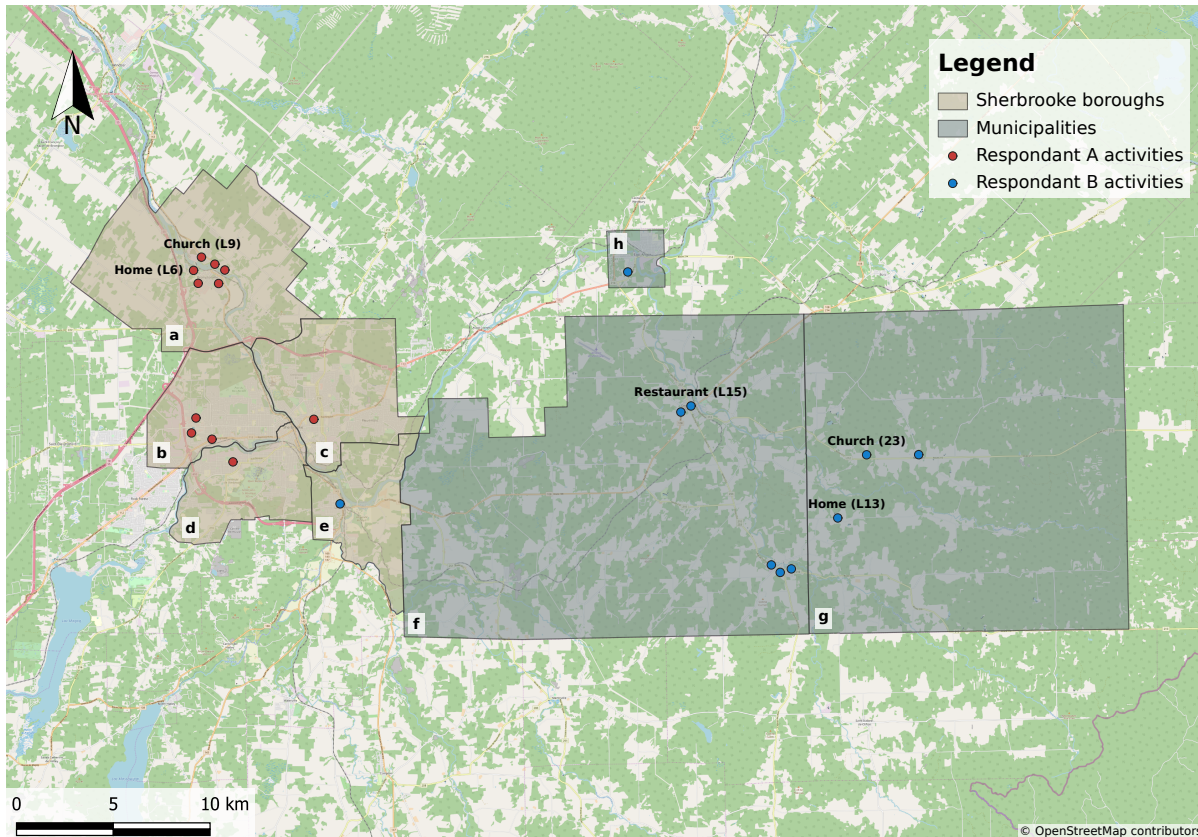 N
Legend
Sherbrooke boroughs
Municipalities
Respondant A activities
Respondant B activities
Church (L9)
Home (L6)
h
a
Restaurant (L15)
Church (23)
b
c
Home (L13)
d
e
f
g
0 5 10 km
© OpenStreetMap contributor